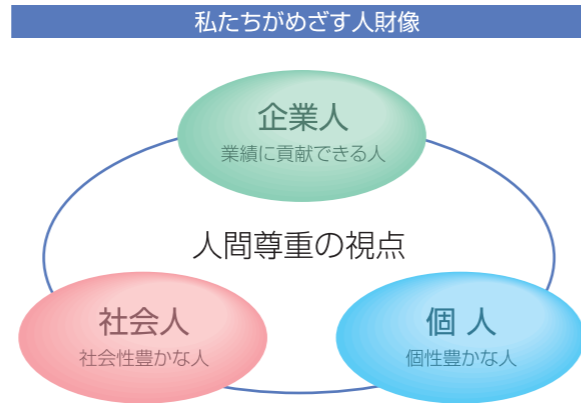 私たちがめざす人財像
企業人
業績に貢献できる人
人間尊重の視点
社会人
社会性豊かな人
個 人
個性豊かな人